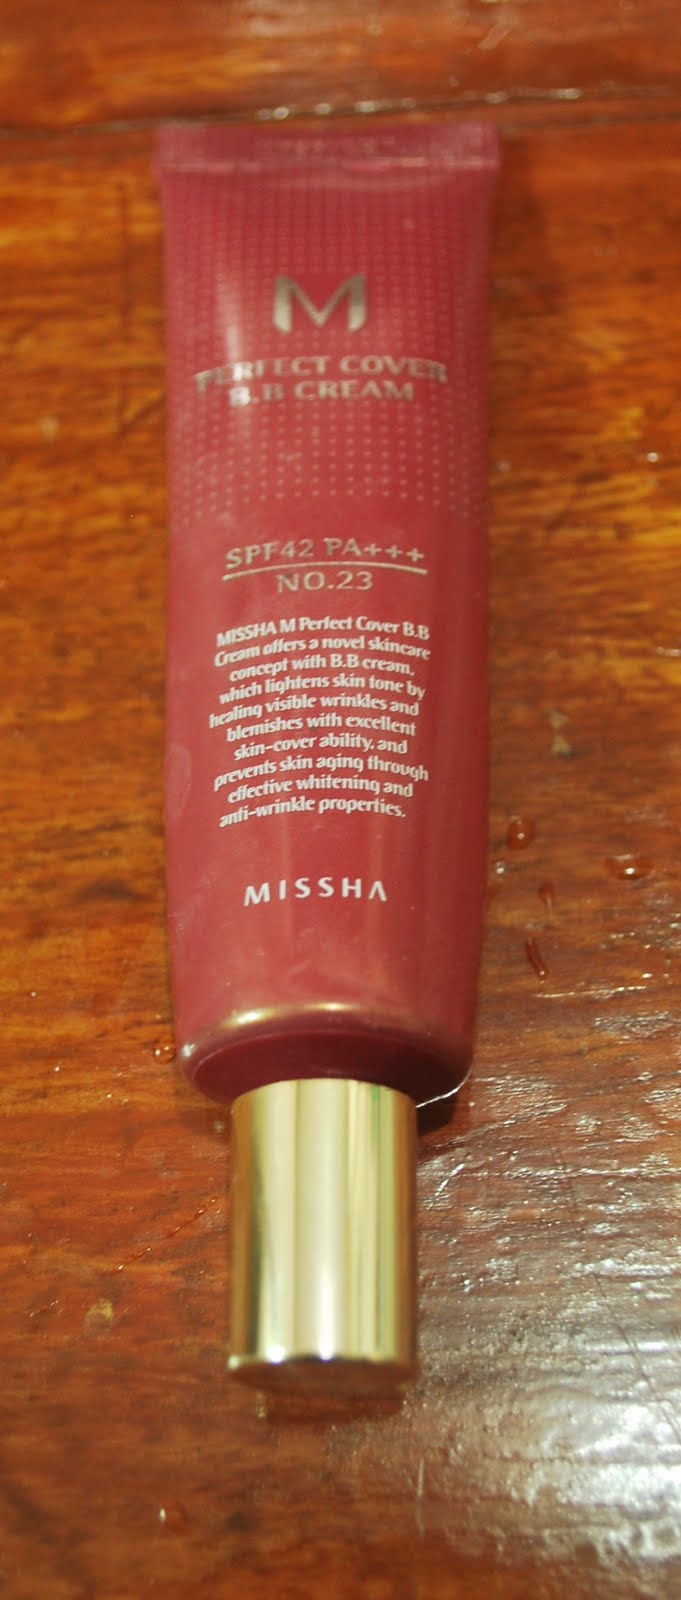 M
PERFECT COVER
B.B CREAM
SPF42 PA+++
NO.23
MISSHA M Perfect Cover B.B
Cream offers a novel skincare
concept with B.B cream,
which lightens skin tone by
healing visible wrinkles and
blemishes with excellent
skin-cover ability, and
prevents skin aging through
effective whitening and
anti-wrinkle properties.
MISSHA